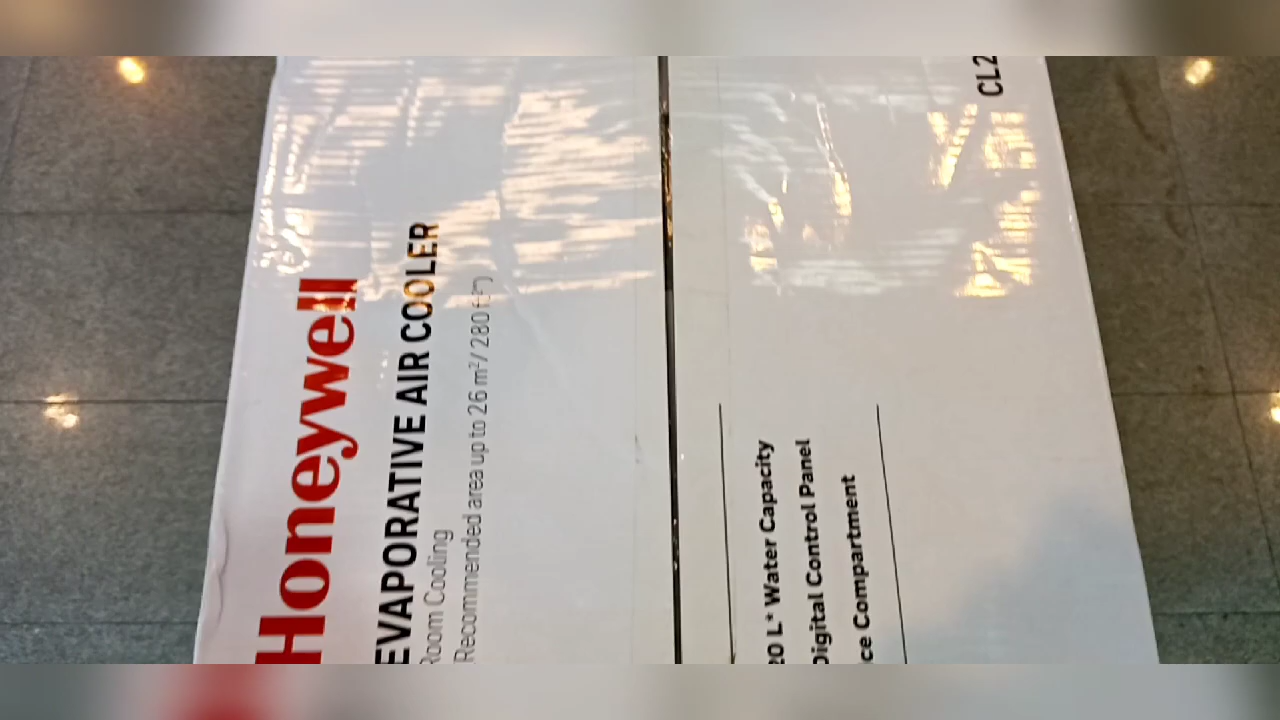 Honeywell
EVAPORATIVE AIR COOLER
Room Cooling
(Recommended area up to 26 m²/ 280 ft²)
20 L* Water Capacity
Digital Control Panel
Ice Compartment
CL2